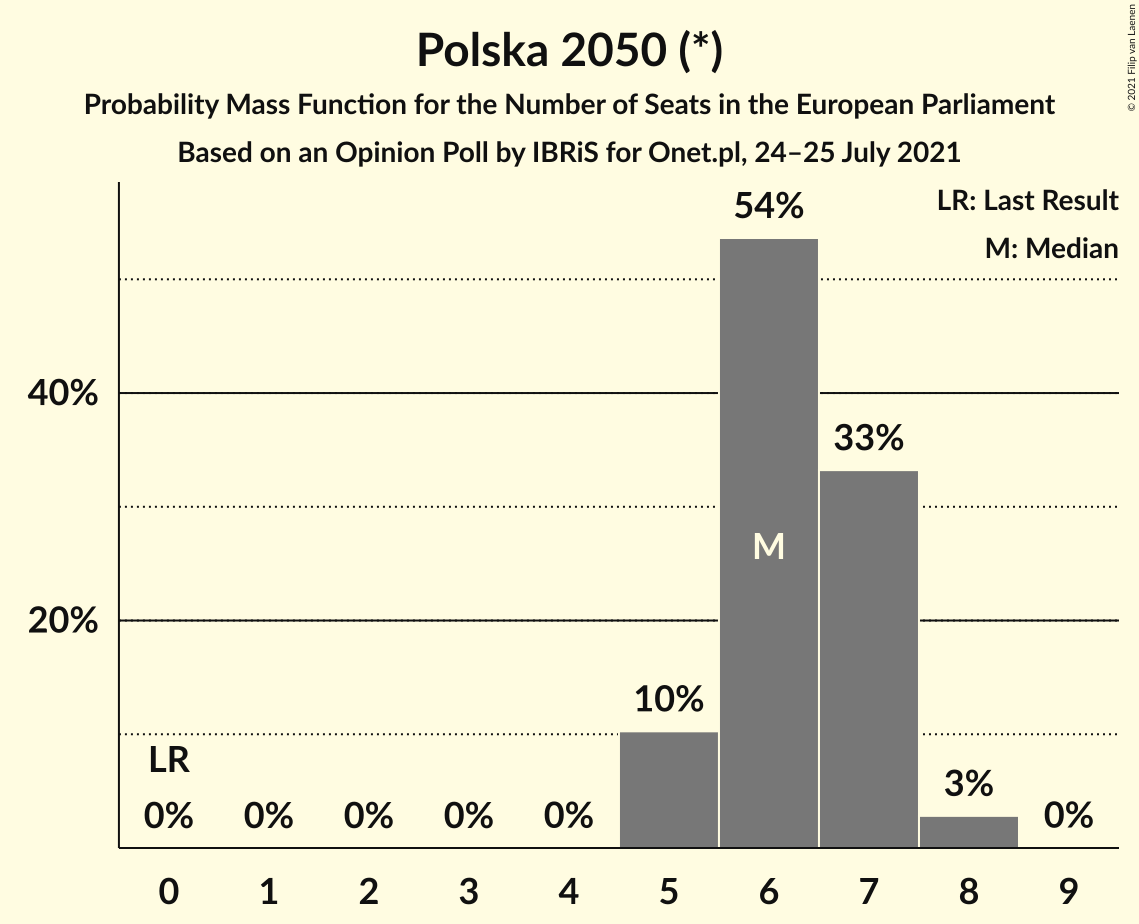 Polska 2050 (*)
Probability Mass Function for the Number of Seats in the European Parliament
Based on an Opinion Poll by IBRiS for Onet.pl, 24–25 July 2021
© 2021 Filip van Laenen
LR: Last Result
M: Median
54%
40%
33%
M
20%
10%
LR
3%
0% 0% 0% 0% 0% 0%
0 1 2 3 4 5 6 7 8 9